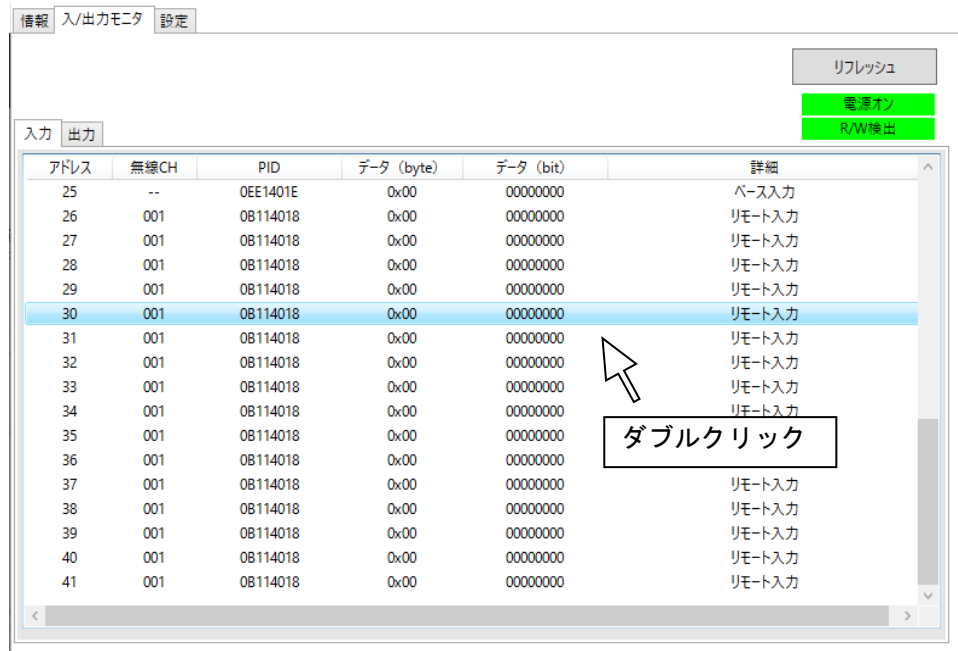 情報 入/出力モニタ 設定
リフレッシュ
電源オン
R/W検出
入力 出力
アドレス 無線CH PID データ（byte） データ（bit） 詳細
25 -- 0EE1401E 0x00 00000000 ベース入力
26 001 0B114018 0x00 00000000 リモート入力
27 001 0B114018 0x00 00000000 リモート入力
28 001 0B114018 0x00 00000000 リモート入力
29 001 0B114018 0x00 00000000 リモート入力
30 001 0B114018 0x00 00000000 リモート入力
31 001 0B114018 0x00 00000000 リモート入力
32 001 0B114018 0x00 00000000 リモート入力
33 001 0B114018 0x00 00000000 リモート入力
34 001 0B114018 0x00 00000000 リモート入力
35 001 0B114018 0x00 00000000
ダブルクリック
36 001 0B114018 0x00 00000000
37 001 0B114018 0x00 00000000 リモート入力
38 001 0B114018 0x00 00000000 リモート入力
39 001 0B114018 0x00 00000000 リモート入力
40 001 0B114018 0x00 00000000 リモート入力
41 001 0B114018 0x00 00000000 リモート入力